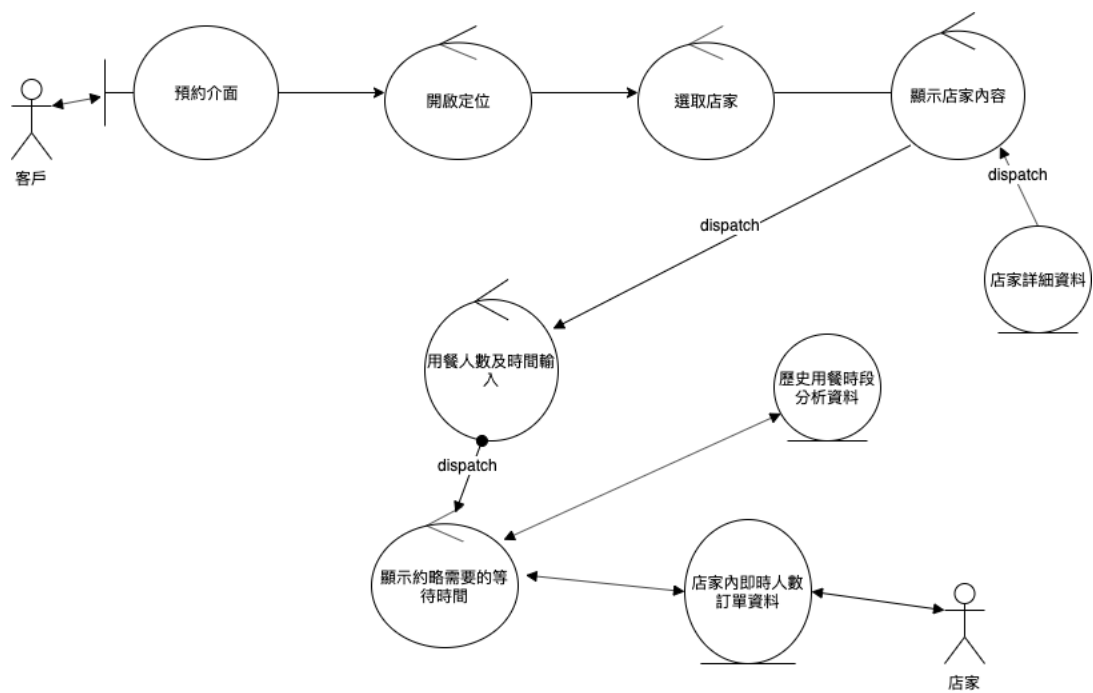 預約介面
開啟定位
選取店家
顯示店家內容
客戶
dispatch
dispatch
店家詳細資料
用餐人數及時間輸
入
歷史用餐時段
分析資料
dispatch
顯示約略需要的等
待時間
店家內即時人數
訂單資料
店家